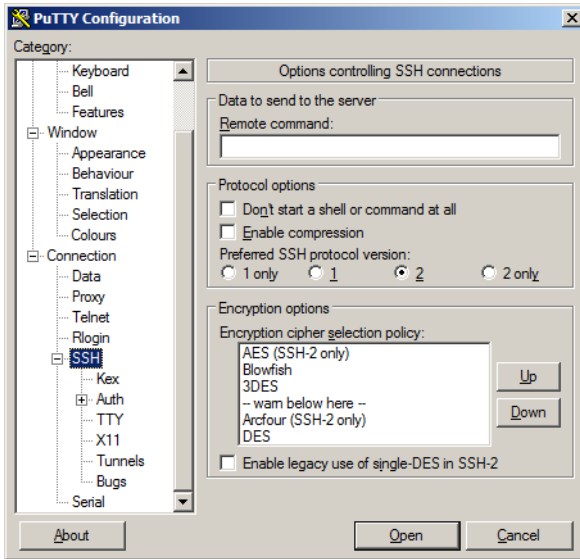 PuTTY Configuration
Category:
Keyboard
Bell
Features
Window
Appearance
Behaviour
Translation
Selection
Colours
Connection
Data
Proxy
Telnet
Rlogin
SSH
Kex
Auth
TTY
X11
Tunnels
Bugs
Serial
Options controlling SSH connections
Data to send to the server
Remote command:
Protocol options
Don't start a shell or command at all
Enable compression
Preferred SSH protocol version:
1 only 1 2 2 only
Encryption options
Encryption cipher selection policy:
AES (SSH-2 only)
Blowfish
3DES
-- warn below here --
Arcfour (SSH-2 only)
DES
Up
Down
Enable legacy use of single-DES in SSH-2
About Open Cancel